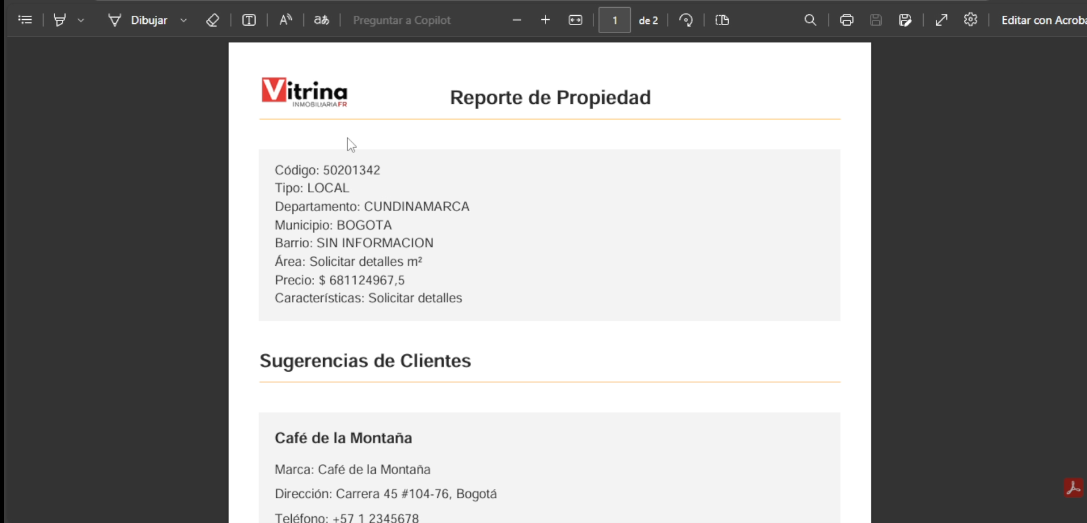 Dibujar
Preguntar a Copilot
1 de 2
Editar con Acroba
Vitrina
INMOBILIARIAFR
Reporte de Propiedad
Código: 50201342
Tipo: LOCAL
Departamento: CUNDINAMARCA
Municipio: BOGOTA
Barrio: SIN INFORMACION
Área: Solicitar detalles m²
Precio: $ 681124967,5
Características: Solicitar detalles
Sugerencias de Clientes
Café de la Montaña
Marca: Café de la Montaña
Dirección: Carrera 45 #104-76, Bogotá
Teléfono: +57 1 2345678